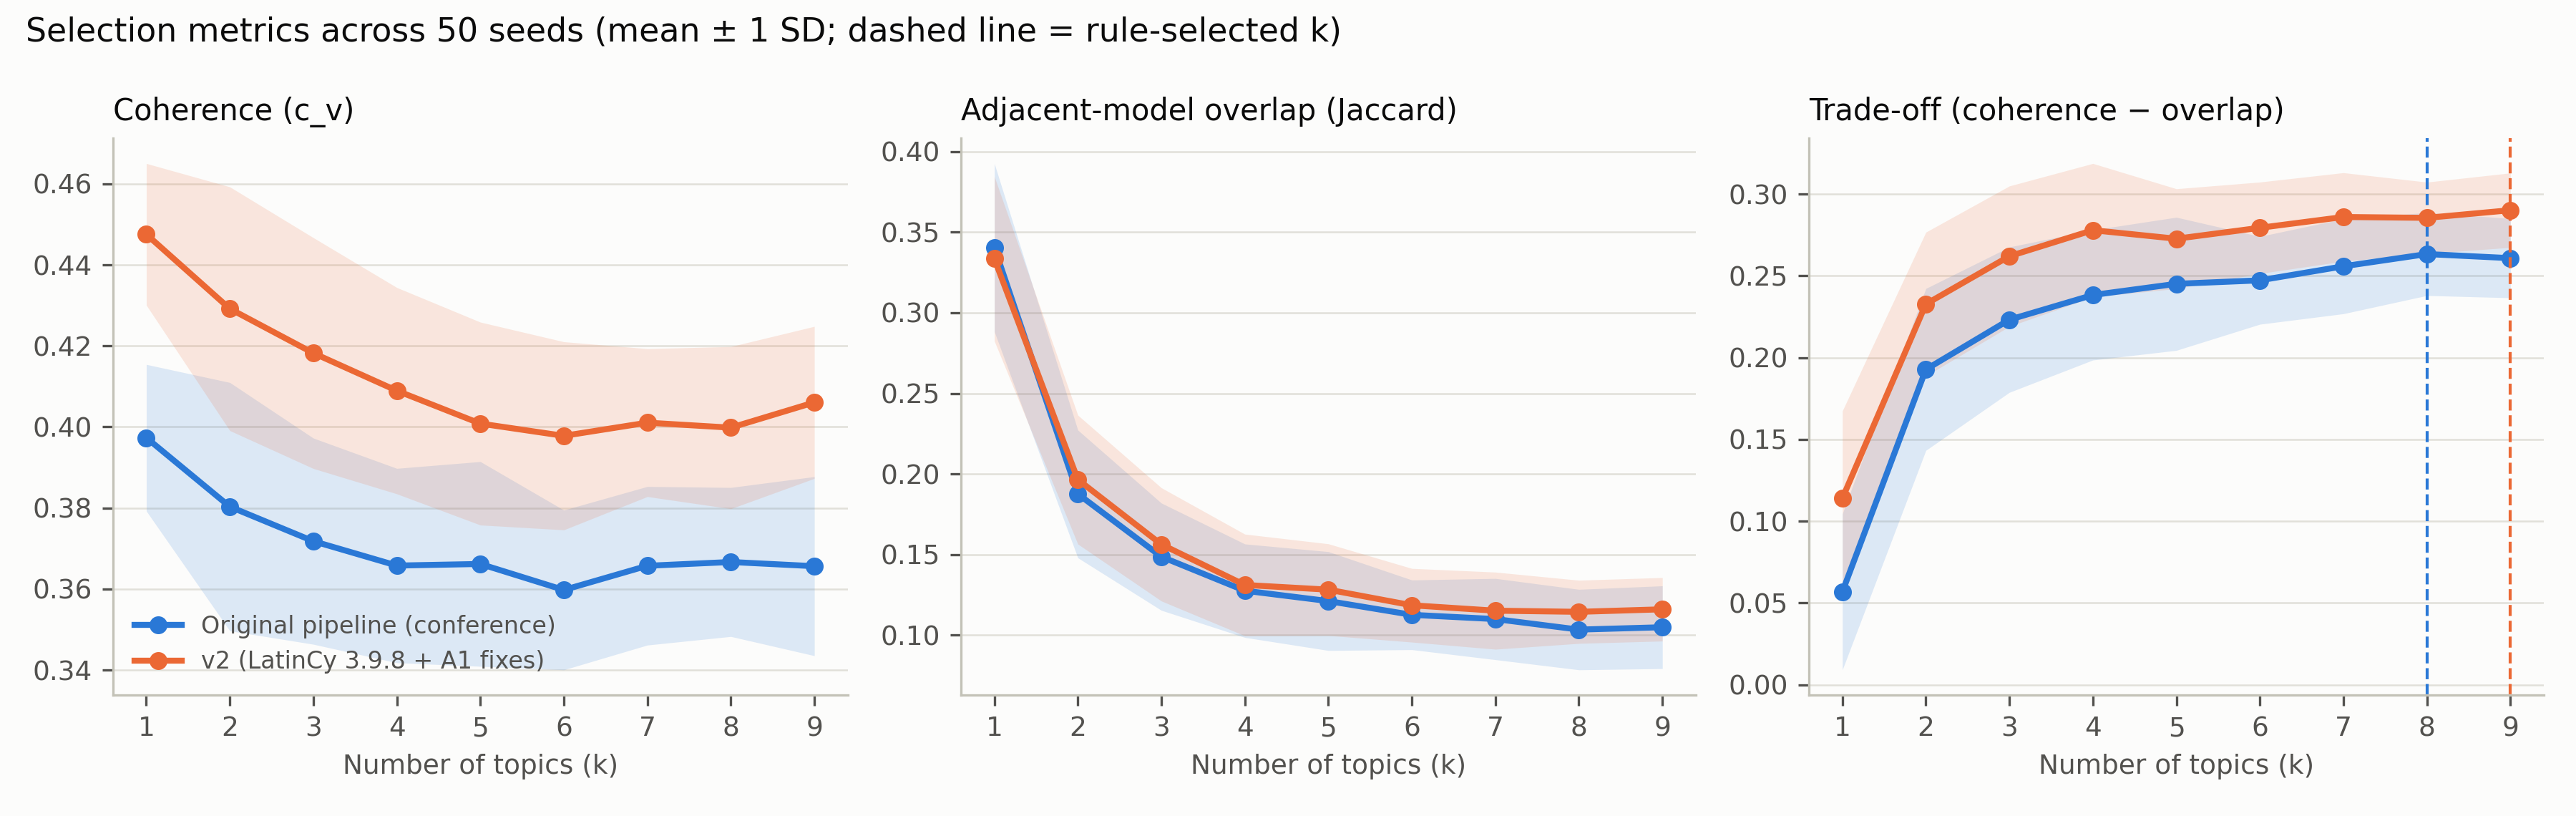 Selection metrics across 50 seeds (mean ± 1 SD; dashed line = rule-selected k)
Coherence (c_v)
0.46
0.44
0.42
0.40
0.38
0.36
0.34
Original pipeline (conference)
v2 (LatinCy 3.9.8 + A1 fixes)
1 2 3 4 5 6 7 8 9
Number of topics (k)
Adjacent-model overlap (Jaccard)
0.40
0.35
0.30
0.25
0.20
0.15
0.10
1 2 3 4 5 6 7 8 9
Number of topics (k)
Trade-off (coherence − overlap)
0.30
0.25
0.20
0.15
0.10
0.05
0.00
1 2 3 4 5 6 7 8 9
Number of topics (k)